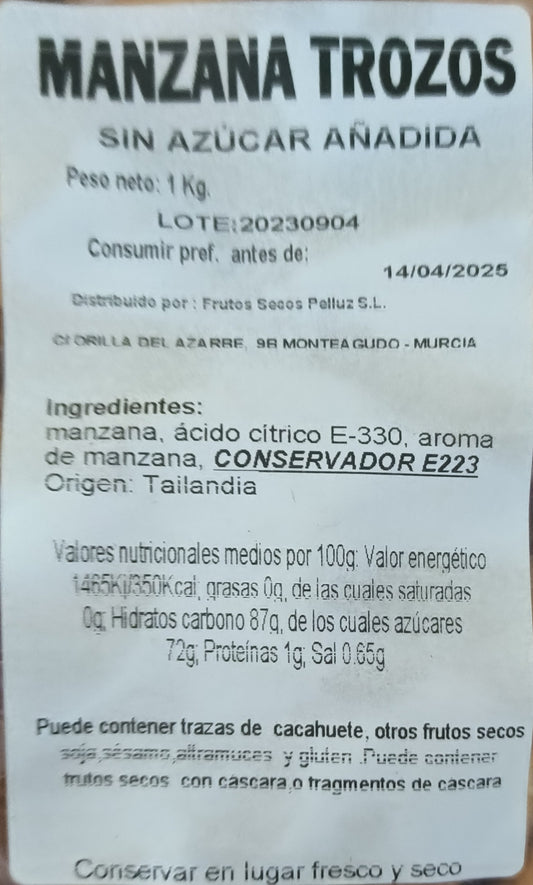 MANZANA TROZOS
SIN AZÚCAR AÑADIDA
Peso neto: 1 Kg.
LOTE:20230904
Consumir pref. antes de:
14/04/2025
Distribuido por : Frutos Secos Pelluz S.L.
C/ ORILLA DEL AZARBE, 9B MONTEAGUDO - MURCIA
Ingredientes:
manzana, ácido cítrico E-330, aroma
de manzana, CONSERVADOR E223
Origen: Tailandia
Valores nutricionales medios por 100g: Valor energético
1465Kj/350Kcal; grasas 0g, de las cuales saturadas
0g; Hidratos carbono 87g, de los cuales azúcares
72g; Proteínas 1g; Sal 0.65g
Puede contener trazas de cacahuete, otros frutos secos
soja,sésamo,altramuces y gluten .Puede contener
frutos secos con cáscara,o fragmentos de cáscara
Conservar en lugar fresco y seco